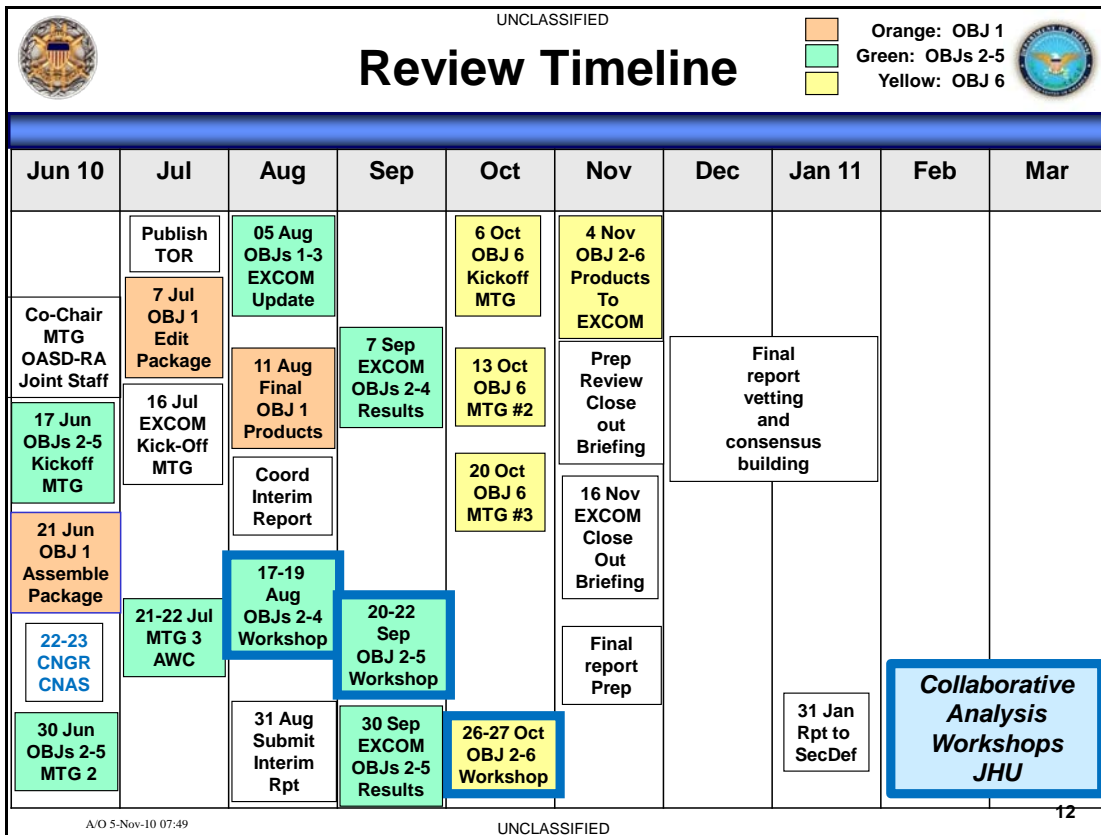 UNCLASSIFIED
Review Timeline
Orange: OBJ 1
Green: OBJs 2-5
Yellow: OBJ 6
Jun 10
Jul
Aug
Sep
Oct
Nov
Dec
Jan 11
Feb
Mar
Co-Chair
MTG
OASD-RA
Joint Staff
17 Jun
OBJs 2-5
Kickoff
MTG
21 Jun
OBJ 1
Assemble
Package
22-23
CNGR
CNAS
30 Jun
OBJs 2-5
MTG 2
Publish
TOR
7 Jul
OBJ 1
Edit
Package
16 Jul
EXCOM
Kick-Off
MTG
21-22 Jul
MTG 3
AWC
05 Aug
OBJs 1-3
EXCOM
Update
11 Aug
Final
OBJ 1
Products
Coord
Interim
Report
17-19
Aug
OBJs 2-4
Workshop
31 Aug
Submit
Interim
Rpt
7 Sep
EXCOM
OBJs 2-4
Results
20-22
Sep
OBJ 2-5
Workshop
30 Sep
EXCOM
OBJs 2-5
Results
6 Oct
OBJ 6
Kickoff
MTG
13 Oct
OBJ 6
MTG #2
20 Oct
OBJ 6
MTG #3
26-27 Oct
OBJ 2-6
Workshop
4 Nov
OBJ 2-6
Products
To
EXCOM
Prep
Review
Close
out
Briefing
16 Nov
EXCOM
Close
Out
Briefing
Final
report
Prep
Final
report
vetting
and
consensus
building
31 Jan
Rpt to
SecDef
Collaborative
Analysis
Workshops
JHU
A/O 5-Nov-10 07:49
UNCLASSIFIED
12